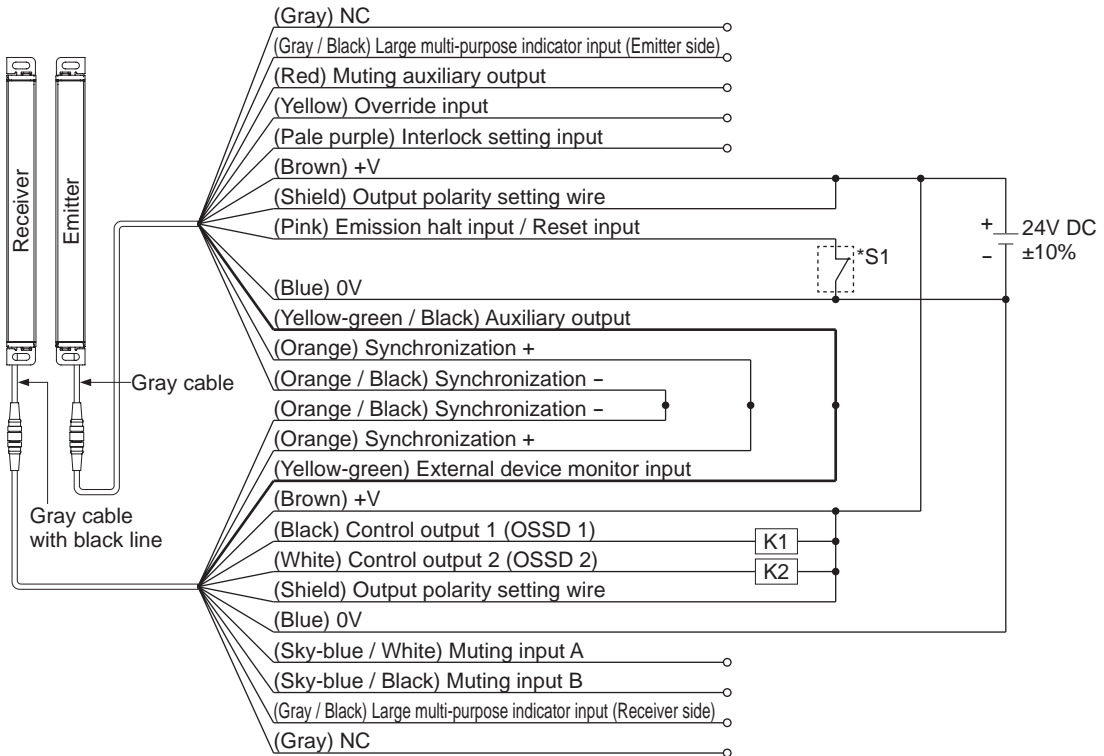 (Gray) NC
(Gray / Black) Large multi-purpose indicator input (Emitter side)
(Red) Muting auxiliary output
(Yellow) Override input
(Pale purple) Interlock setting input
(Brown) +V
(Shield) Output polarity setting wire
(Pink) Emission halt input / Reset input
(Blue) 0V
(Yellow-green / Black) Auxiliary output
(Orange) Synchronization +
(Orange / Black) Synchronization –
(Orange / Black) Synchronization –
(Orange) Synchronization +
(Yellow-green) External device monitor input
(Brown) +V
(Black) Control output 1 (OSSD 1)
(White) Control output 2 (OSSD 2)
(Shield) Output polarity setting wire
(Blue) 0V
(Sky-blue / White) Muting input A
(Sky-blue / Black) Muting input B
(Gray / Black) Large multi-purpose indicator input (Receiver side)
(Gray) NC
Receiver
Emitter
Gray cable
Gray cable
with black line
*S1
+
–
24V DC
±10%
K1
K2